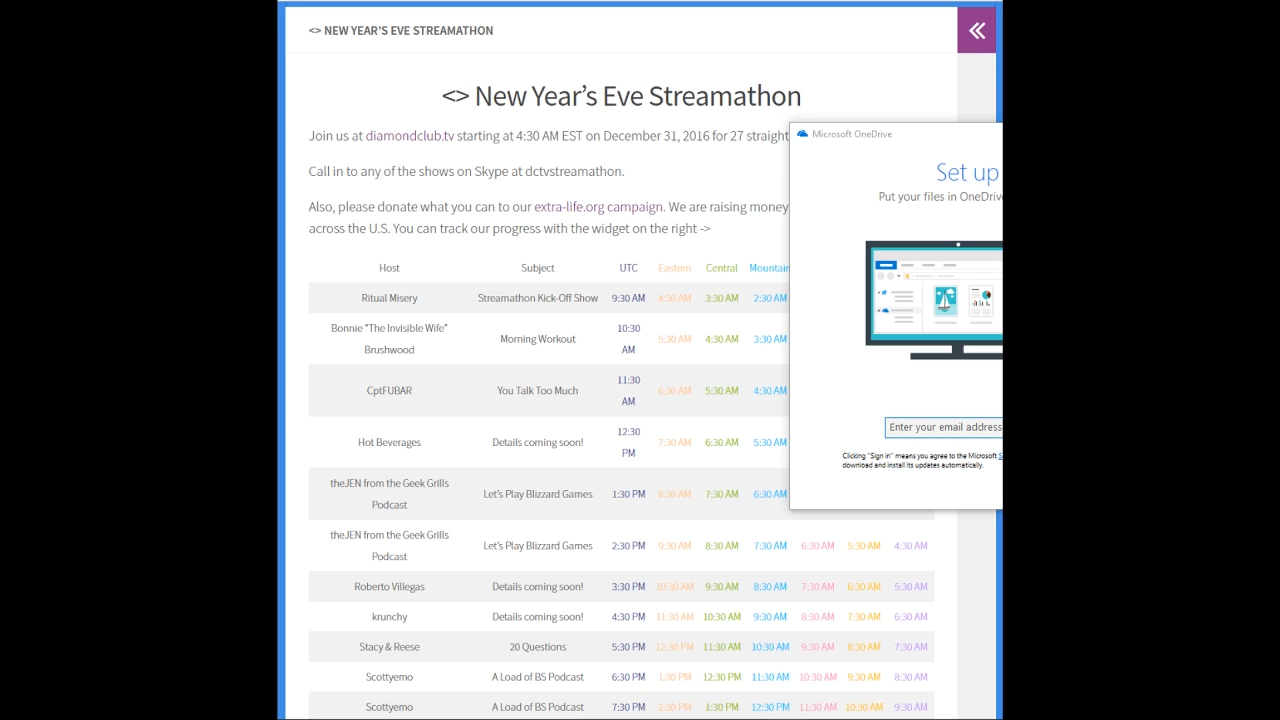 <> NEW YEAR’S EVE STREAMATHON
<> New Year’s Eve Streamathon
Join us at diamondclub.tv starting at 4:30 AM EST on December 31, 2016 for 27 straight
Call in to any of the shows on Skype at dctvstreamathon.
Also, please donate what you can to our extra-life.org campaign. We are raising money
across the U.S. You can track our progress with the widget on the right ->
Host Subject UTC Eastern Central Mountain
Ritual Misery Streamathon Kick-Off Show 9:30 AM 4:30 AM 3:30 AM 2:30 AM
Bonnie “The Invisible Wife” Brushwood Morning Workout 10:30 AM 5:30 AM 4:30 AM 3:30 AM
CptFUBAR You Talk Too Much 11:30 AM 6:30 AM 5:30 AM 4:30 AM
Hot Beverages Details coming soon! 12:30 PM 7:30 AM 6:30 AM 5:30 AM
theJEN from the Geek Grills Podcast Let’s Play Blizzard Games 1:30 PM 8:30 AM 7:30 AM 6:30 AM
theJEN from the Geek Grills Podcast Let’s Play Blizzard Games 2:30 PM 9:30 AM 8:30 AM 7:30 AM 6:30 AM 5:30 AM 4:30 AM
Roberto Villegas Details coming soon! 3:30 PM 10:30 AM 9:30 AM 8:30 AM 7:30 AM 6:30 AM 5:30 AM
krunchy Details coming soon! 4:30 PM 11:30 AM 10:30 AM 9:30 AM 8:30 AM 7:30 AM 6:30 AM
Stacy & Reese 20 Questions 5:30 PM 12:30 PM 11:30 AM 10:30 AM 9:30 AM 8:30 AM 7:30 AM
Scottyemo A Load of BS Podcast 6:30 PM 1:30 PM 12:30 PM 11:30 AM 10:30 AM 9:30 AM 8:30 AM
Scottyemo A Load of BS Podcast 7:30 PM 2:30 PM 1:30 PM 12:30 PM 11:30 AM 10:30 AM 9:30 AM
Microsoft OneDrive
Set up
Put your files in OneDrive
Enter your email address
Clicking "Sign in" means you agree to the Microsoft
download and install its updates automatically.